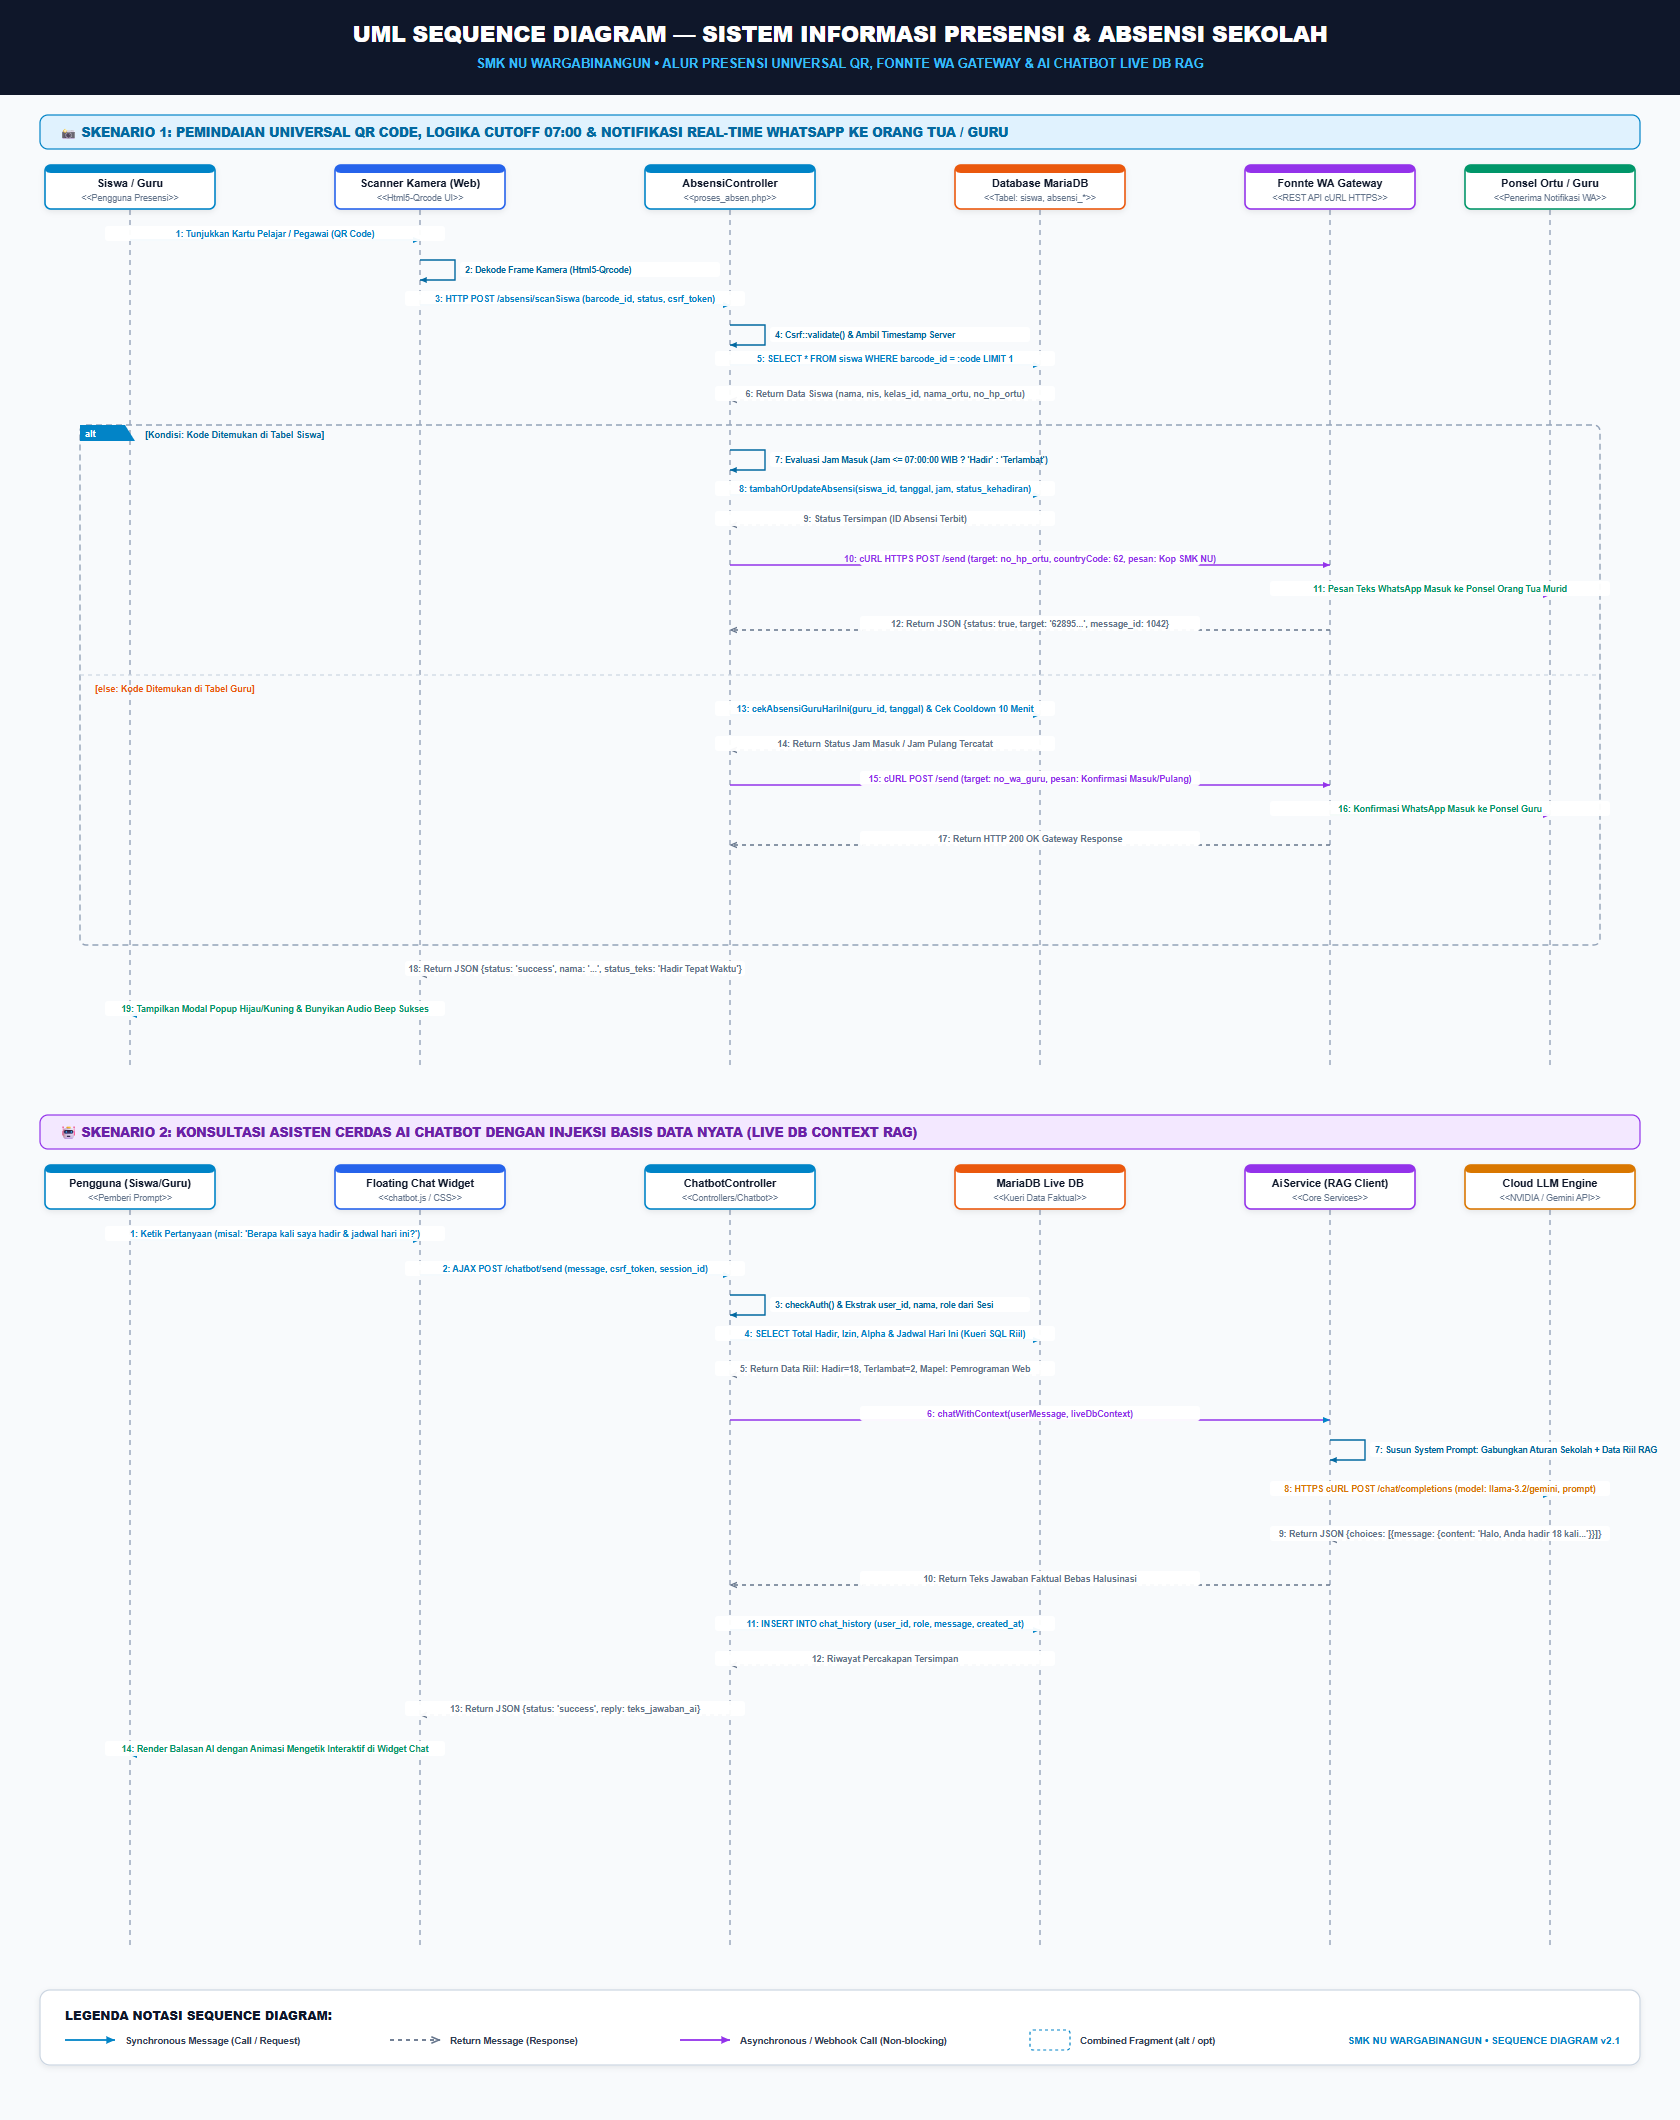 UML SEQUENCE DIAGRAM — SISTEM INFORMASI PRESENSI & ABSENSI SEKOLAH
SMK NU WARGABINANGUN • ALUR PRESENSI UNIVERSAL QR, FONNTE WA GATEWAY & AI CHATBOT LIVE DB RAG
SKENARIO 1: PEMINDAIAN UNIVERSAL QR CODE, LOGIKA CUTOFF 07:00 & NOTIFIKASI REAL-TIME WHATSAPP KE ORANG TUA / GURU
Siswa / Guru
<<Pengguna Presensi>>
Scanner Kamera (Web)
<<Html5-Qrcode UI>>
AbsensiController
<<proses_absen.php>>
Database MariaDB
<<Tabel: siswa, absensi_*>>
Fonnte WA Gateway
<<REST API cURL HTTPS>>
Ponsel Ortu / Guru
<<Penerima Notifikasi WA>>
1: Tunjukkan Kartu Pelajar / Pegawai (QR Code)
2: Dekode Frame Kamera (Html5-Qrcode)
3: HTTP POST /absensi/scanSiswa (barcode_id, status, csrf_token)
4: Csrf::validate() & Ambil Timestamp Server
5: SELECT * FROM siswa WHERE barcode_id = :code LIMIT 1
6: Return Data Siswa (nama, nis, kelas_id, nama_ortu, no_hp_ortu)
alt
[Kondisi: Kode Ditemukan di Tabel Siswa]
7: Evaluasi Jam Masuk (Jam <= 07:00:00 WIB ? 'Hadir' : 'Terlambat')
8: tambahOrUpdateAbsensi(siswa_id, tanggal, jam, status_kehadiran)
9: Status Tersimpan (ID Absensi Terbit)
10: cURL HTTPS POST /send (target: no_hp_ortu, countryCode: 62, pesan: Kop SMK NU)
11: Pesan Teks WhatsApp Masuk ke Ponsel Orang Tua Murid
12: Return JSON {status: true, target: '62895...', message_id: 1042}
[else: Kode Ditemukan di Tabel Guru]
13: cekAbsensiGuruHariIni(guru_id, tanggal) & Cek Cooldown 10 Menit
14: Return Status Jam Masuk / Jam Pulang Tercatat
15: cURL POST /send (target: no_wa_guru, pesan: Konfirmasi Masuk/Pulang)
16: Konfirmasi WhatsApp Masuk ke Ponsel Guru
17: Return HTTP 200 OK Gateway Response
18: Return JSON {status: 'success', nama: '...', status_teks: 'Hadir Tepat Waktu'}
19: Tampilkan Modal Popup Hijau/Kuning & Bunyikan Audio Beep Sukses
SKENARIO 2: KONSULTASI ASISTEN CERDAS AI CHATBOT DENGAN INJEKSI BASIS DATA NYATA (LIVE DB CONTEXT RAG)
Pengguna (Siswa/Guru)
<<Pemberi Prompt>>
Floating Chat Widget
<<chatbot.js / CSS>>
ChatbotController
<<Controllers/Chatbot>>
MariaDB Live DB
<<Kueri Data Faktual>>
AiService (RAG Client)
<<Core Services>>
Cloud LLM Engine
<<NVIDIA / Gemini API>>
1: Ketik Pertanyaan (misal: 'Berapa kali saya hadir & jadwal hari ini?')
2: AJAX POST /chatbot/send (message, csrf_token, session_id)
3: checkAuth() & Ekstrak user_id, nama, role dari Sesi
4: SELECT Total Hadir, Izin, Alpha & Jadwal Hari Ini (Kueri SQL Riil)
5: Return Data Riil: Hadir=18, Terlambat=2, Mapel: Pemrograman Web
6: chatWithContext(userMessage, liveDbContext)
7: Susun System Prompt: Gabungkan Aturan Sekolah + Data Riil RAG
8: HTTPS cURL POST /chat/completions (model: llama-3.2/gemini, prompt)
9: Return JSON {choices: [{message: {content: 'Halo, Anda hadir 18 kali...'}}]}
10: Return Teks Jawaban Faktual Bebas Halusinasi
11: INSERT INTO chat_history (user_id, role, message, created_at)
12: Riwayat Percakapan Tersimpan
13: Return JSON {status: 'success', reply: teks_jawaban_ai}
14: Render Balasan AI dengan Animasi Mengetik Interaktif di Widget Chat
LEGENDA NOTASI SEQUENCE DIAGRAM:
Synchronous Message (Call / Request)
Return Message (Response)
Asynchronous / Webhook Call (Non-blocking)
Combined Fragment (alt / opt)
SMK NU WARGABINANGUN • SEQUENCE DIAGRAM v2.1